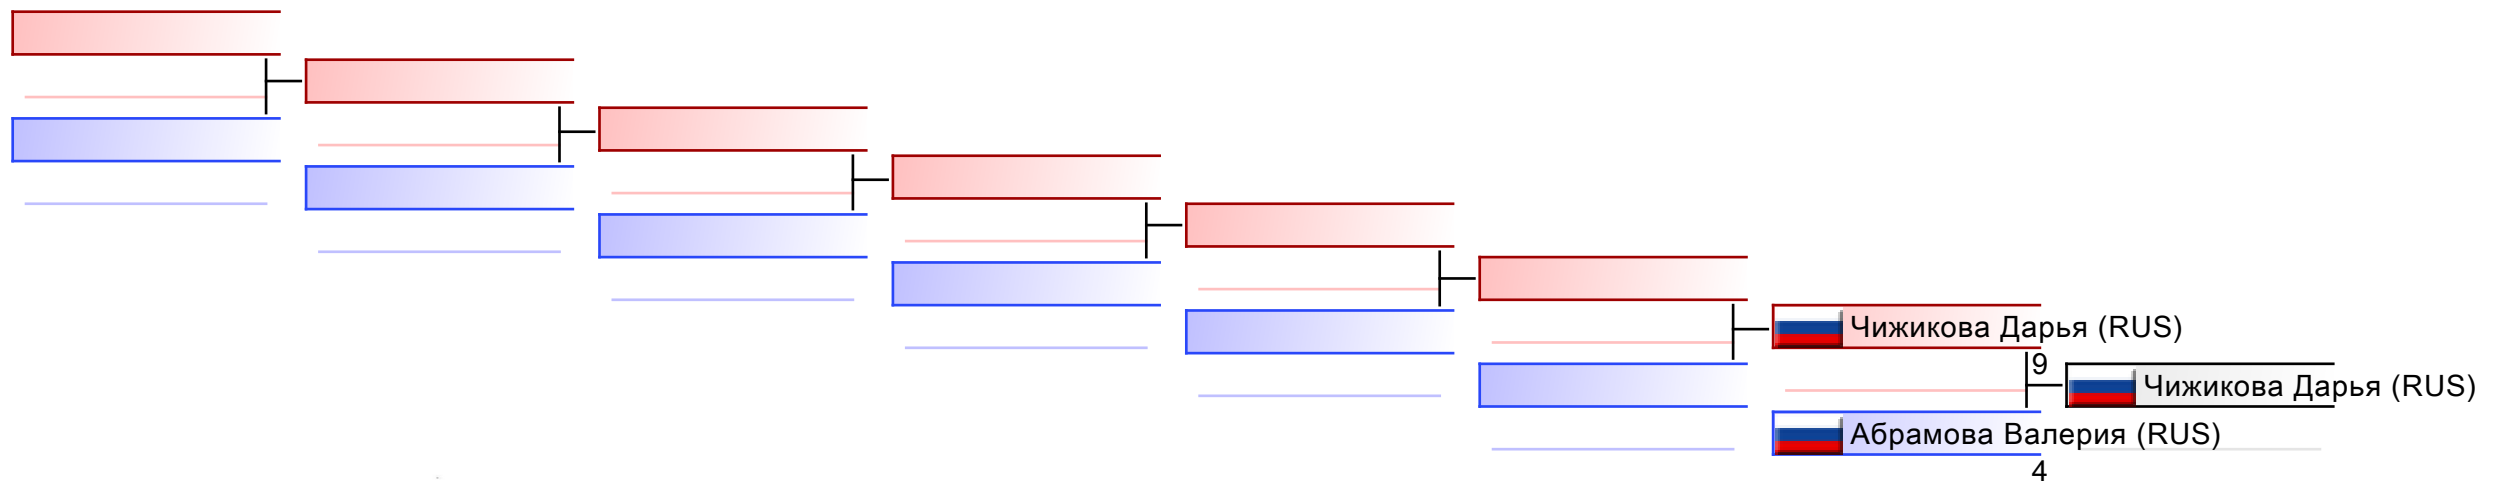 Чижикова Дарья (RUS)
9
Чижикова Дарья (RUS)
Абрамова Валерия (RUS)
4